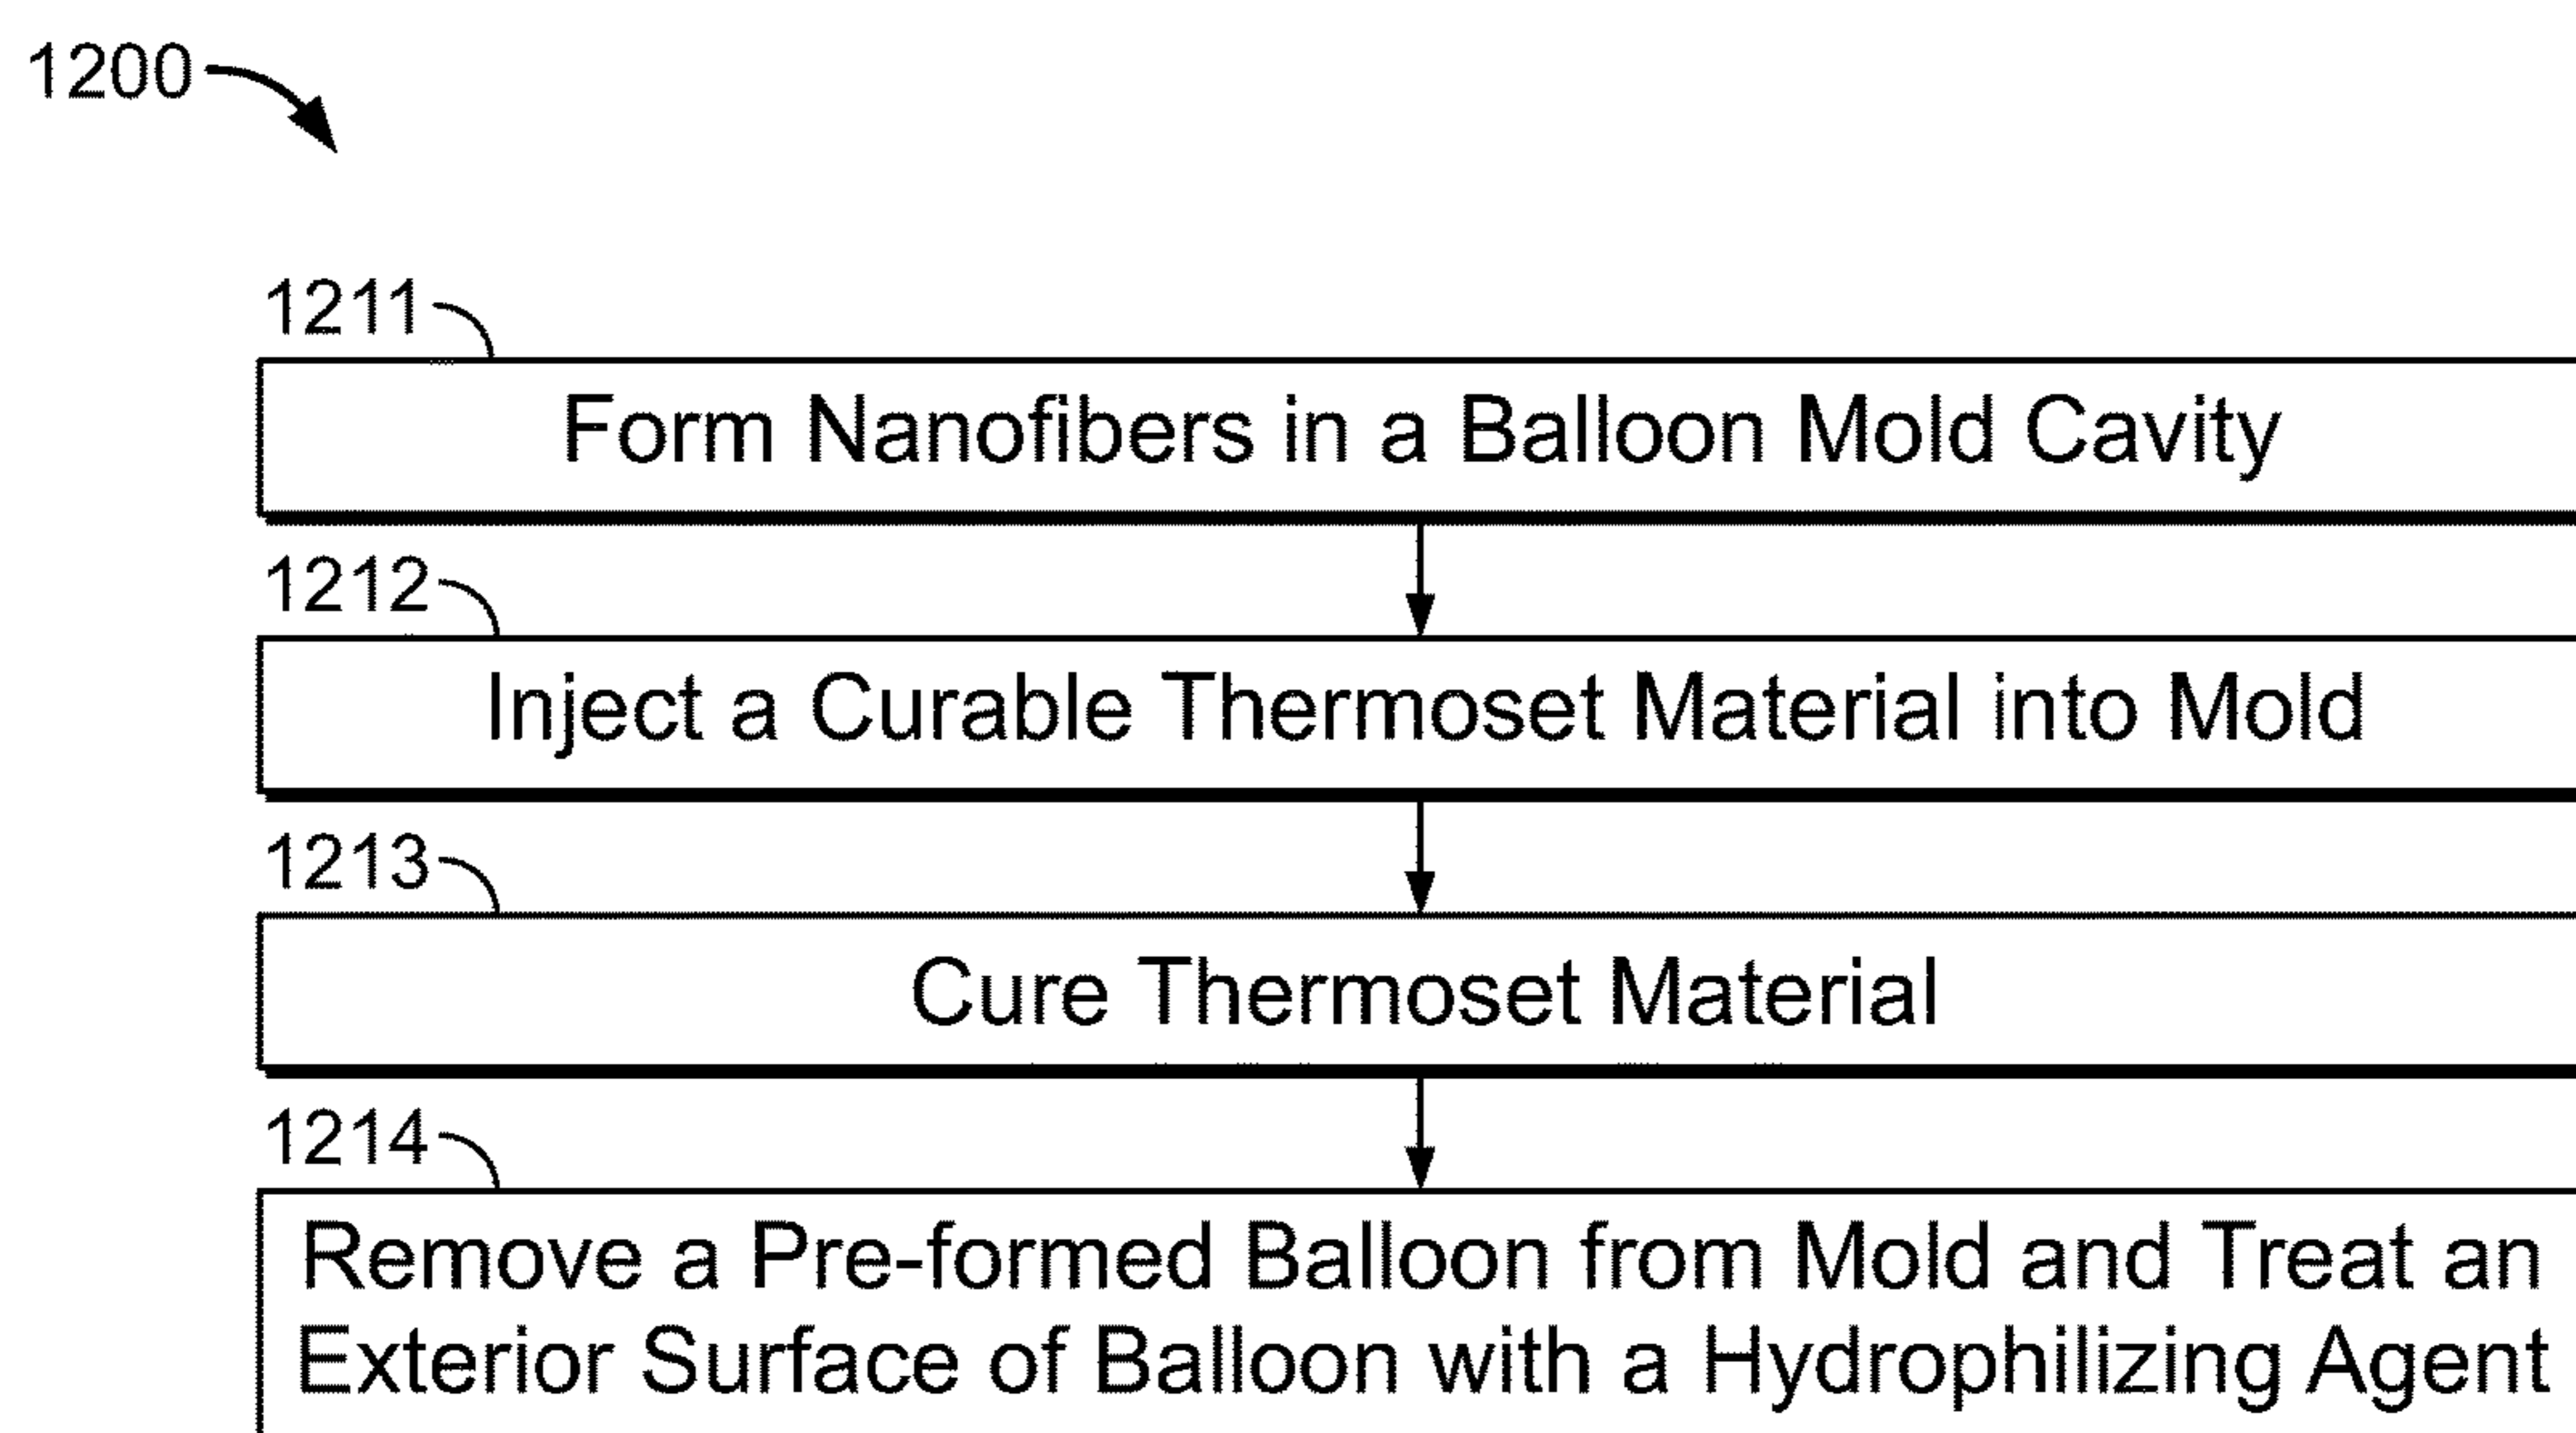 1200
1211
Form Nanofibers in a Balloon Mold Cavity
1212
Inject a Curable Thermoset Material into Mold
1213
Cure Thermoset Material
1214
Remove a Pre-formed Balloon from Mold and Treat an
Exterior Surface of Balloon with a Hydrophilizing Agent